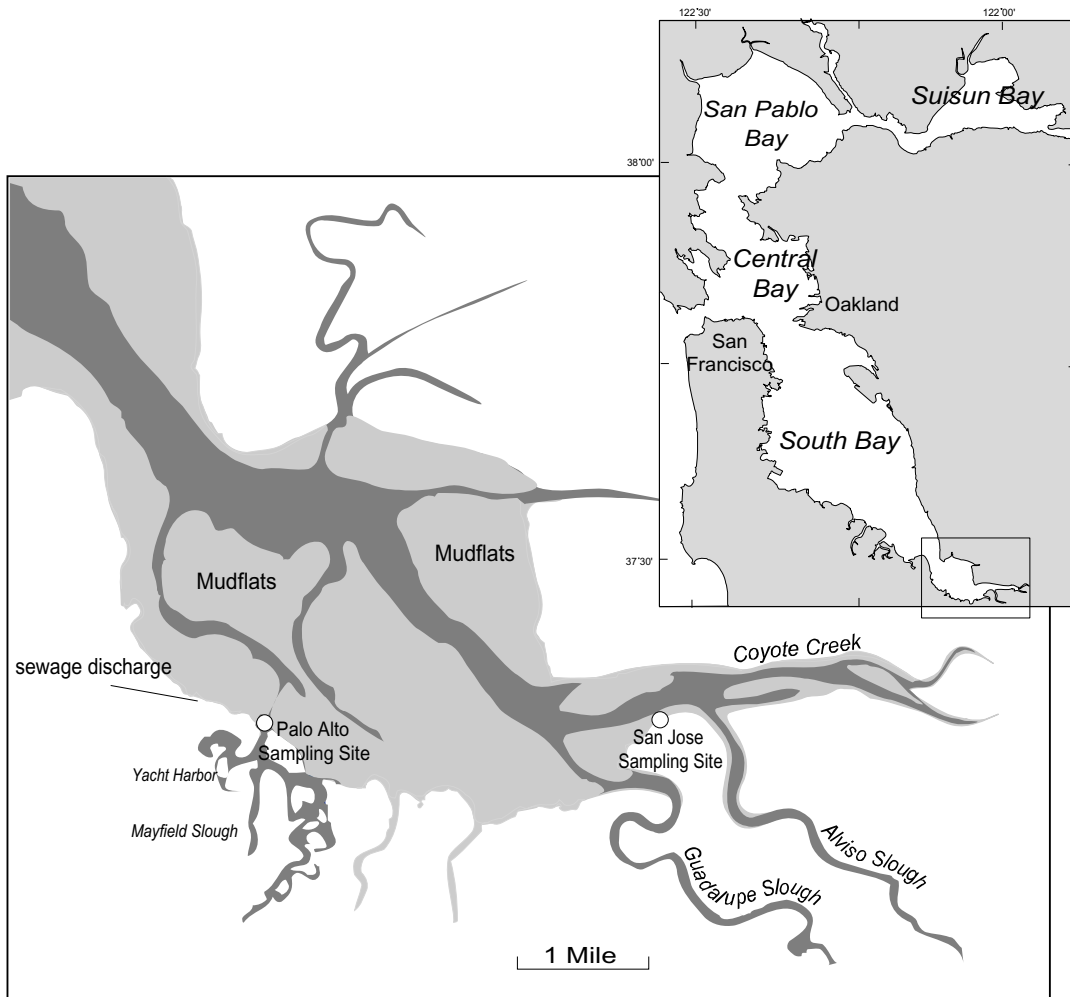 122°30'
122°00'
San Pablo
Bay
Suisun Bay
38°00'
Central
Bay
Oakland
San
Francisco
South Bay
37°30'
Mudflats
Mudflats
Coyote Creek
sewage discharge
Palo Alto
Sampling Site
San Jose
Sampling Site
Yacht Harbor
Mayfield Slough
Alviso Slough
Guadalupe Slough
1 Mile